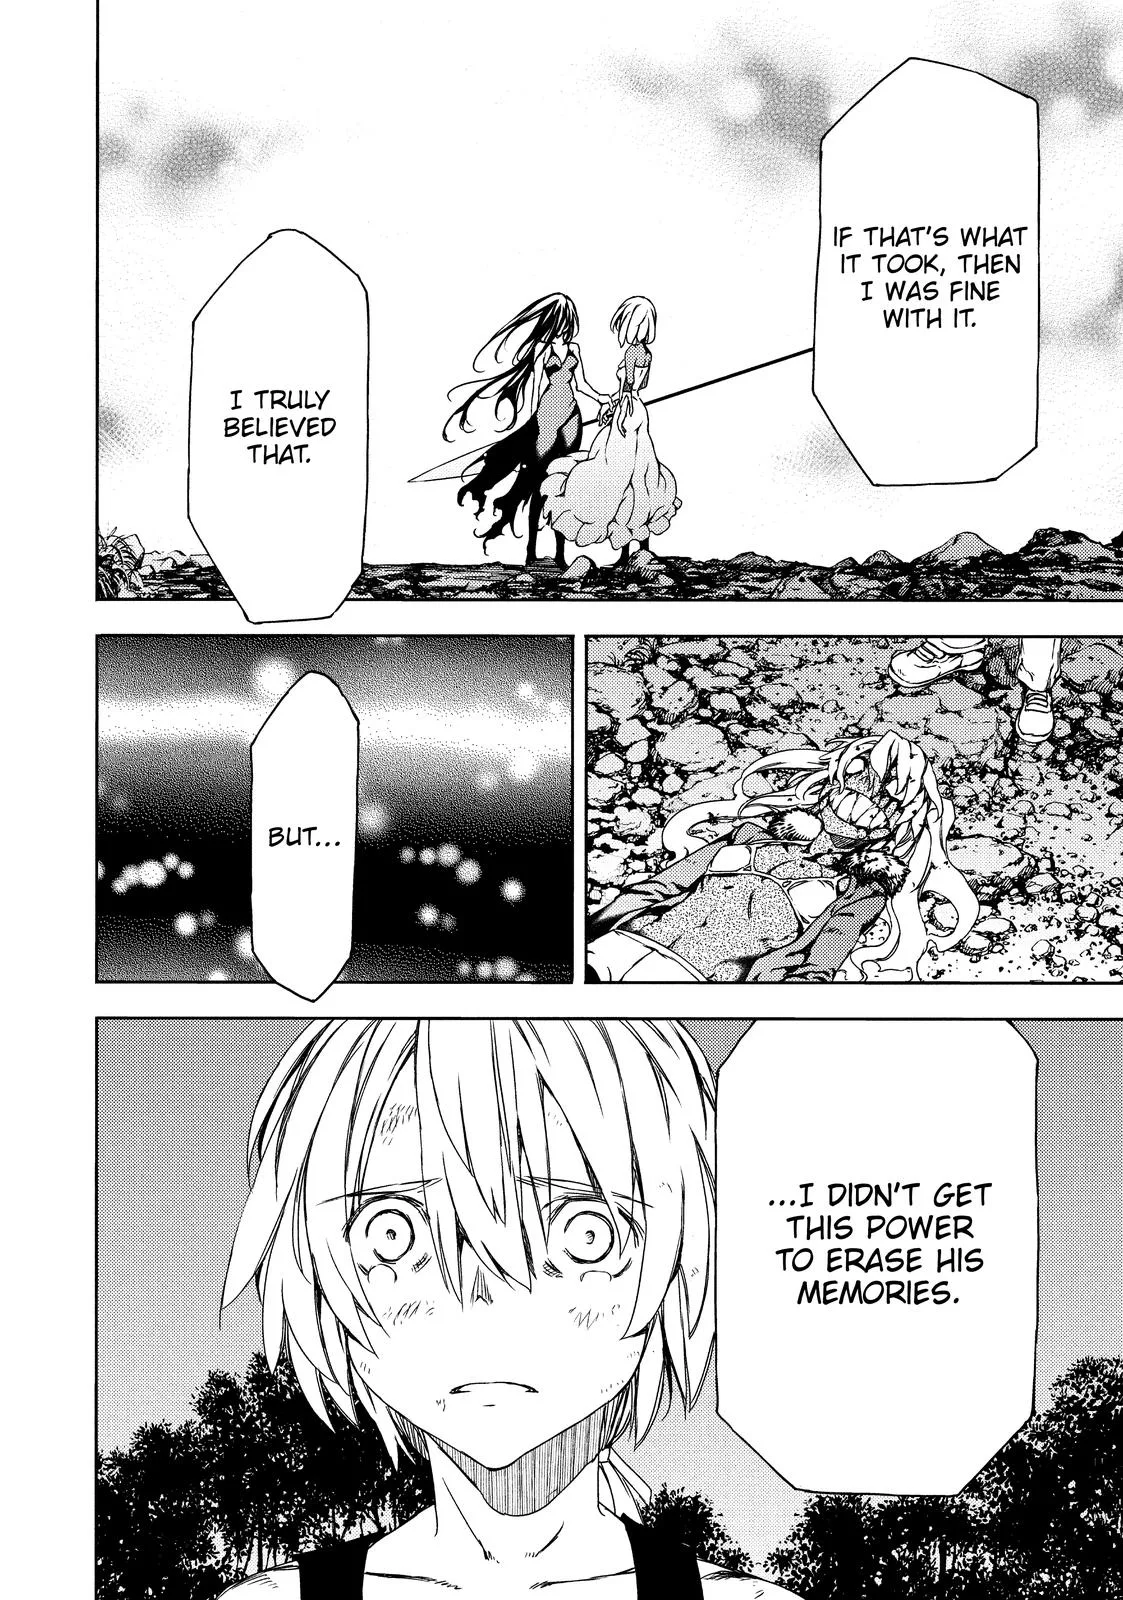 IF THAT'S WHAT
IT TOOK, THEN
I WAS FINE
WITH IT.
I TRULY
BELIEVED
THAT.
BUT...
...I DIDN'T GET
THIS POWER
TO ERASE HIS
MEMORIES.